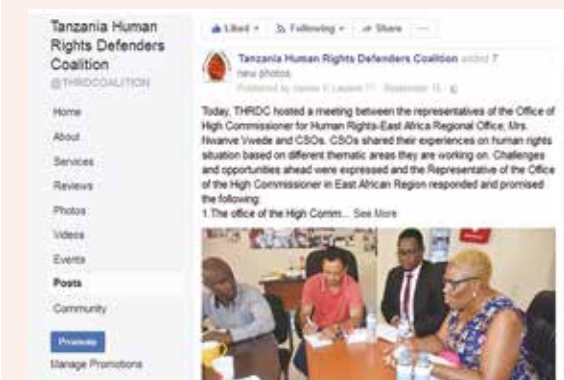 Tanzania Human
Rights Defenders
Coalition
@THRDCOALITION
Home
About
Services
Reviews
Photos
Videos
Events
Posts
Community
Promote
Manage Promotions
Liked
Following
Share
Tanzania Human Rights Defenders Coalition added 7
new photos.
Published by
September 15
Today, THRDC hosted a meeting between the representatives of the Office of
High Commissioner for Human Rights-East Africa Regional Office, Mrs.
Nwanve Vwede and CSOs. CSOs shared their experiences on human rights
situation based on different thematic areas they are working on. Challenges
and opportunities ahead were expressed and the Representative of the Office
of the High Commissioner in East African Region responded and promised
the following:
1.The office of the High Comm... See More